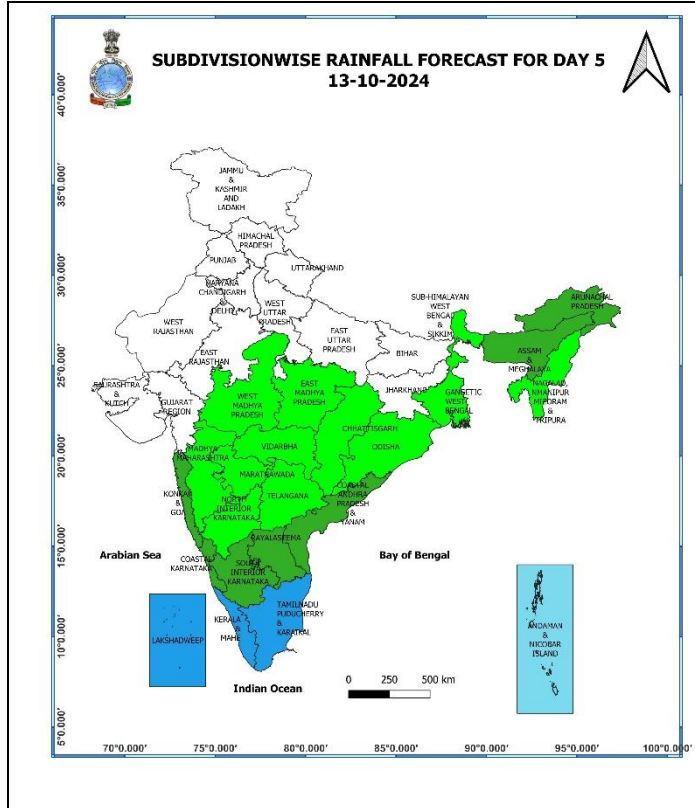 SUBDIVISIONWISE RAINFALL FORECAST FOR DAY 5
13-10-2024
40°0.000'
35°0.000'
30°0.000'
25°0.000'
20°0.000'
15°0.000'
10°0.000'
5°0.000'
JAMMU
&
KASHMIR
AND
LADAKH
HIMACHAL
PRADESH
PUNJAB
UTTARAKHAND
HARYANA
CHANDIGARH
&
DELHI
WEST
UTTAR
PRADESH
WEST
RAJASTHAN
EAST
RAJASTHAN
EAST
UTTAR
PRADESH
BIHAR
SUB-HIMALAYAN
WEST
BENGAL
&
SIKKIM
ARUNACHAL
PRADESH
ASSAM
&
MEGHALAYA
NAGALAND,
MANIPUR
MIZORAM
&
TRIPURA
SAURASHTRA
&
KUTCH
GUJARAT
REGION
WEST
MADHYA
PRADESH
EAST
MADHYA
PRADESH
JHARKHAND
GANGETIC
WEST
BENGAL
CHHATTISGARH
ODISHA
MADHYA
MAHARASHTRA
VIDARBHA
MARATHWADA
TELANGANA
KONKAN
&
GOA
NORTH
INTERIOR
KARNATAKA
COASTAL
ANDHRA
PRADESH
&
YANAM
RAYALASEEMA
COASTAL
KARNATAKA
SOUTH
INTERIOR
KARNATAKA
Arabian Sea
Bay of Bengal
LAKSHADWEEP
KERALA
&
MAHE
TAMILNADU
PUDUCHERRY
&
KARAIKAL
ANDAMAN
&
NICOBAR
ISLAND
Indian Ocean
0 250 500 km
70°0.000' 75°0.000' 80°0.000' 85°0.000' 90°0.000' 95°0.000' 100°0.000'